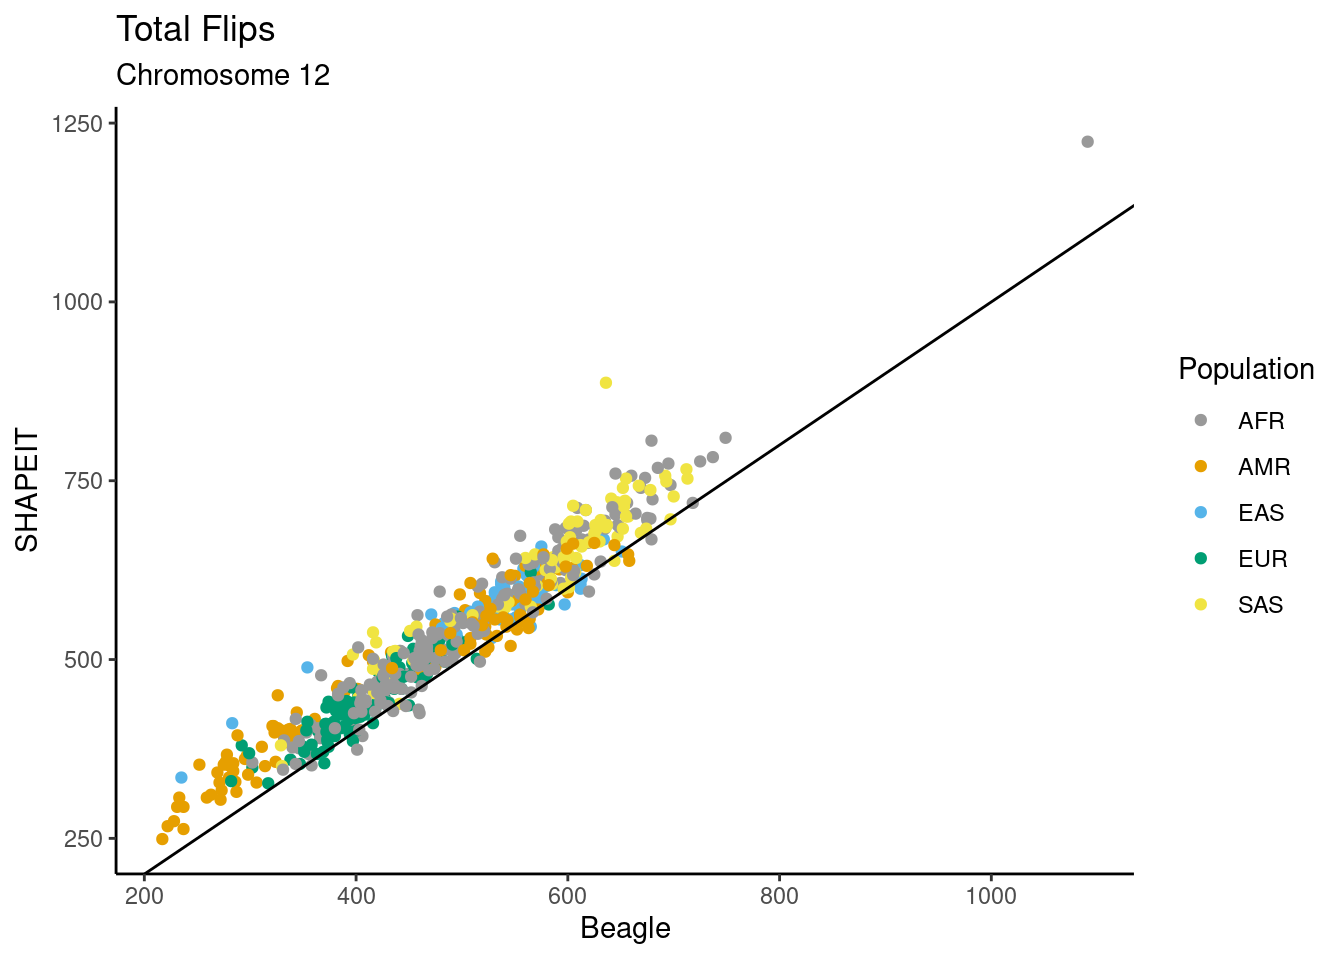 Total Flips
Chromosome 12
1250
1000
750
500
250
SHAPEIT
200 400 600 800 1000
Beagle
Population
AFR
AMR
EAS
EUR
SAS